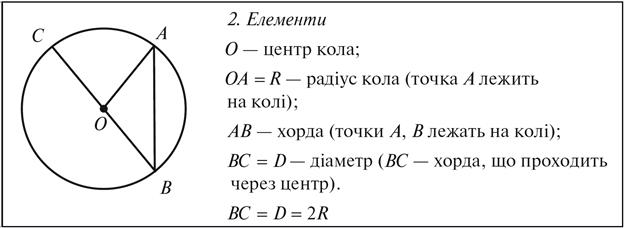 C
A
O
B
2. Елементи
O — центр кола;
OA = R — радіус кола (точка A лежить
на колі);
AB — хорда (точки A, B лежать на колі);
BC = D — діаметр (BC — хорда, що проходить
через центр).
BC = D = 2R